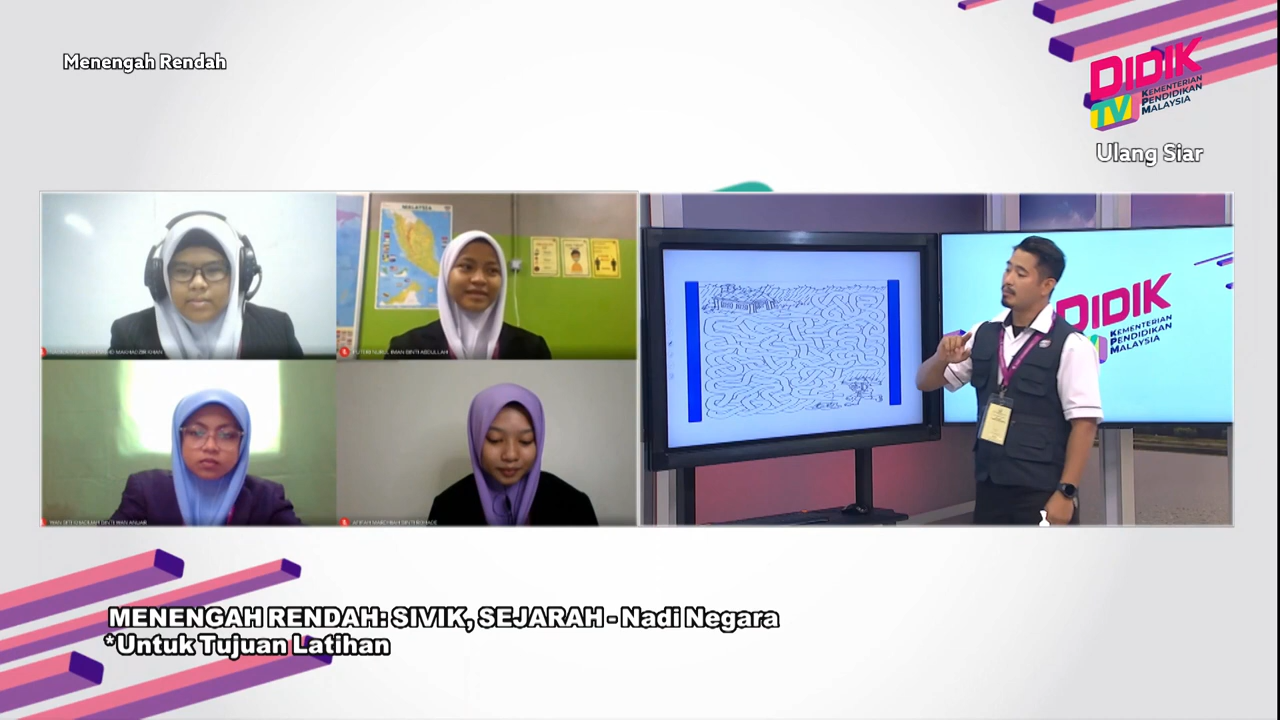 Menengah Rendah
DIDIK
TV
KEMENTERIAN
PENDIDIKAN
MALAYSIA
Ulang Siar
MALAYSIA
DIDIK
KEMENTERIAN
PENDIDIKAN
MALAYSIA
MENENGAH RENDAH: SIVIK, SEJARAH - Nadi Negara
*Untuk Tujuan Latihan